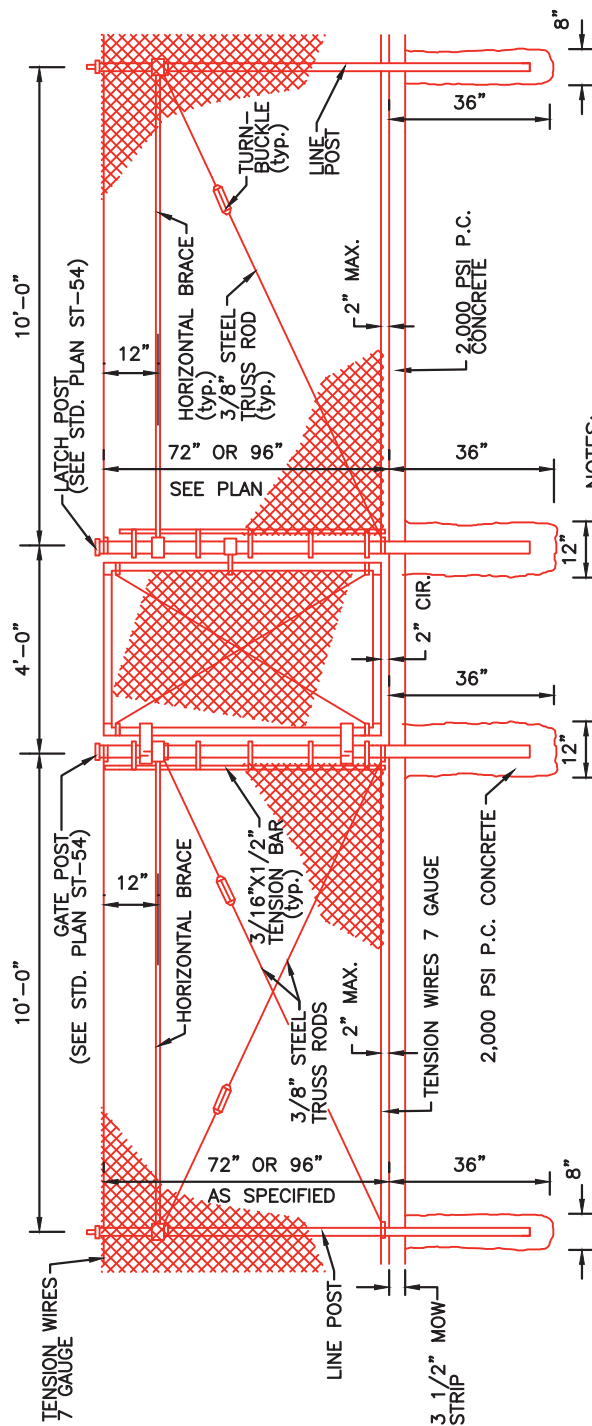 10'-0"
4'-0"
10'-0"
TENSION WIRES
7 GAUGE
GATE POST
(SEE STD. PLAN ST-54)
LATCH POST
(SEE STD. PLAN ST-54)
12"
12"
HORIZONTAL BRACE
HORIZONTAL BRACE
(typ.)
3/8" STEEL
TRUSS ROD
(typ.)
TURN-
BUCKLE
(typ.)
72" OR 96"
AS SPECIFIED
3/16"X1/2"
TENSION BAR
(typ.)
72" OR 96"
SEE PLAN
3/8" STEEL
TRUSS RODS
LINE POST
LINE
POST
2" MAX.
2" CIR.
2" MAX.
TENSION WIRES 7 GAUGE
3 1/2" MOW
STRIP
36"
36"
36"
36"
2,000 PSI P.C. CONCRETE
2,000 PSI P.C.
CONCRETE
8"
12"
12"
8"
NOTES: